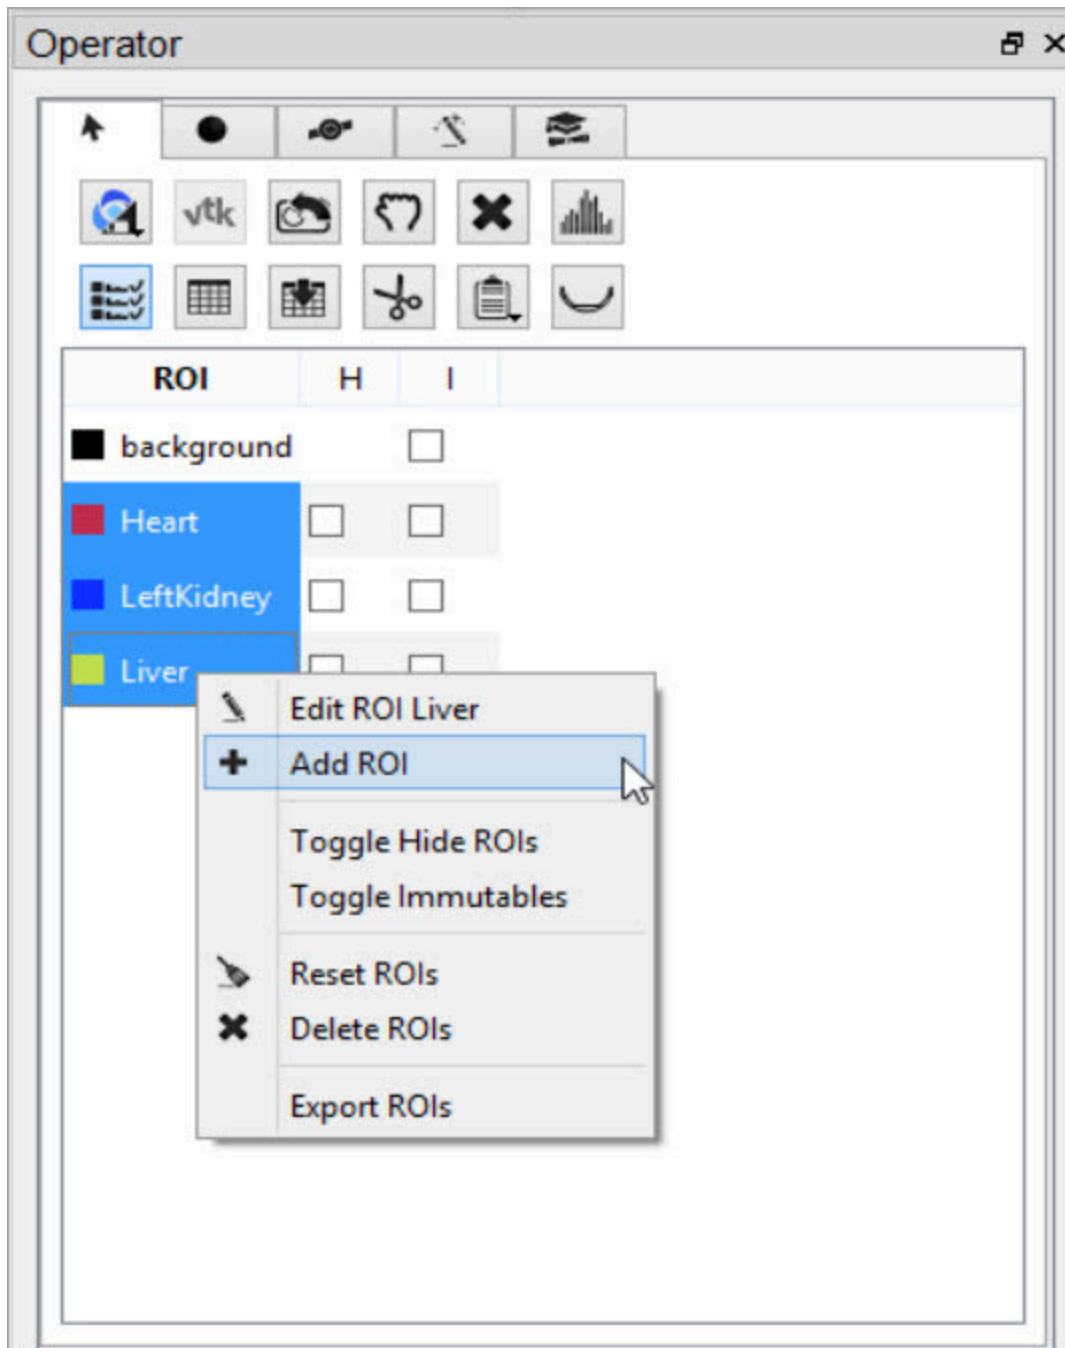 Operator
vtk
ROI H I
background
Heart
LeftKidney
Liver
Edit ROI Liver
Add ROI
Toggle Hide ROIs
Toggle Immutables
Reset ROIs
Delete ROIs
Export ROIs